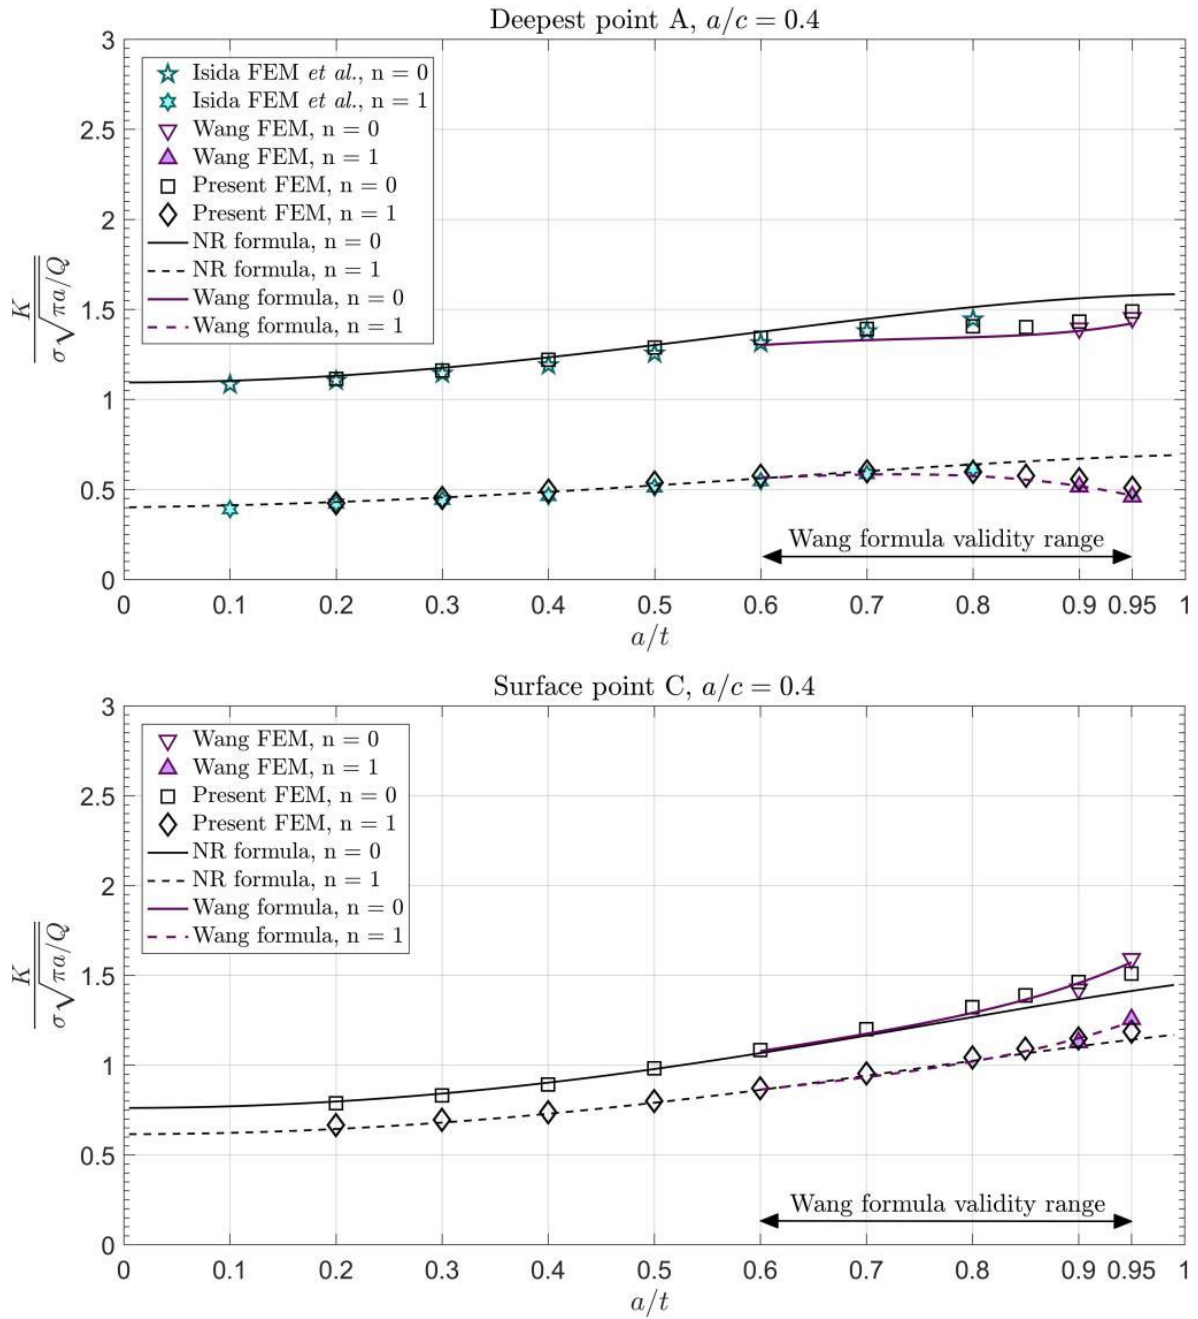 Deepest point A, a/c = 0.4
3
2.5
2
1.5
1
0.5
0
K
σ√πa/Q
Isida FEM et al., n = 0
Isida FEM et al., n = 1
Wang FEM, n = 0
Wang FEM, n = 1
Present FEM, n = 0
Present FEM, n = 1
NR formula, n = 0
NR formula, n = 1
Wang formula, n = 0
Wang formula, n = 1
Wang formula validity range
0 0.1 0.2 0.3 0.4 0.5 0.6 0.7 0.8 0.9 0.95 1
a/t
Surface point C, a/c = 0.4
3
2.5
2
1.5
1
0.5
0
K
σ√πa/Q
Wang FEM, n = 0
Wang FEM, n = 1
Present FEM, n = 0
Present FEM, n = 1
NR formula, n = 0
NR formula, n = 1
Wang formula, n = 0
Wang formula, n = 1
Wang formula validity range
0 0.1 0.2 0.3 0.4 0.5 0.6 0.7 0.8 0.9 0.95 1
a/t